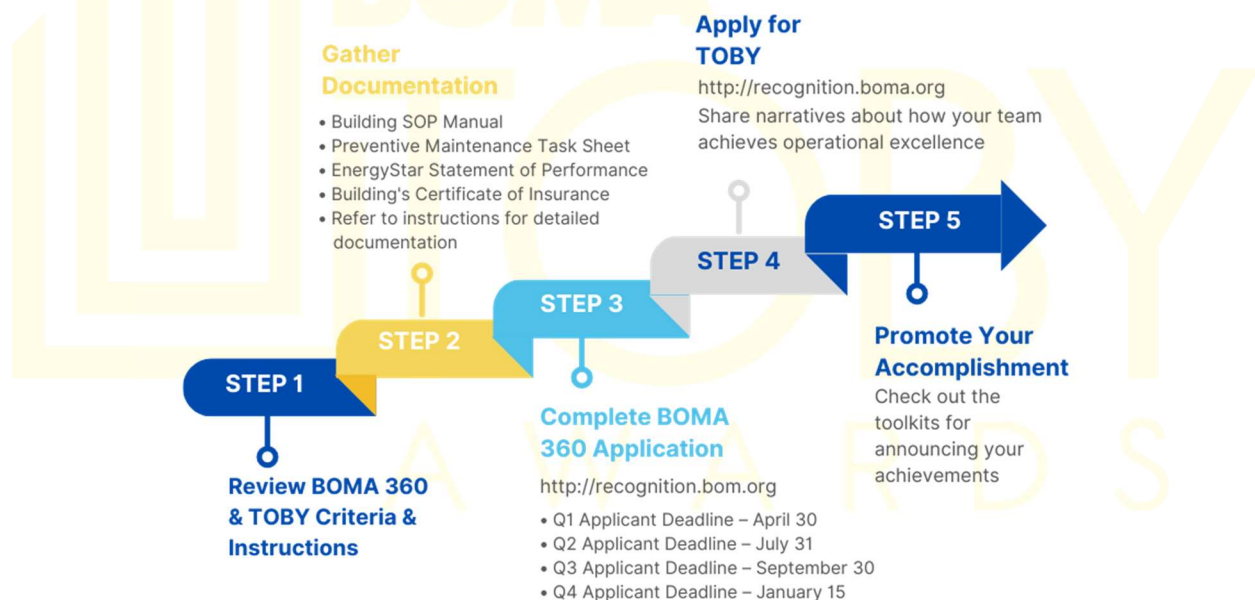 BOMA
TOBY
AWARDS
STEP 1
Review BOMA 360
& TOBY Criteria &
Instructions
STEP 2
Gather
Documentation
• Building SOP Manual
• Preventive Maintenance Task Sheet
• EnergyStar Statement of Performance
• Building's Certificate of Insurance
• Refer to instructions for detailed
documentation
STEP 3
Complete BOMA
360 Application
http://recognition.bom.org
• Q1 Applicant Deadline – April 30
• Q2 Applicant Deadline – July 31
• Q3 Applicant Deadline – September 30
• Q4 Applicant Deadline – January 15
STEP 4
Apply for
TOBY
http://recognition.boma.org
Share narratives about how your team
achieves operational excellence
STEP 5
Promote Your
Accomplishment
Check out the
toolkits for
announcing your
achievements